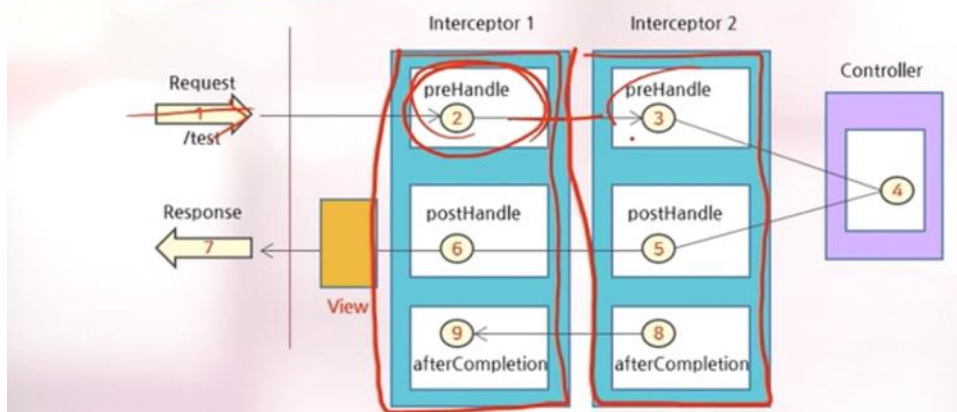 Interceptor 1
Interceptor 2
Controller
Request
1
/test
preHandle
2
preHandle
3
4
Response
7
View
postHandle
6
postHandle
5
9
afterCompletion
8
afterCompletion